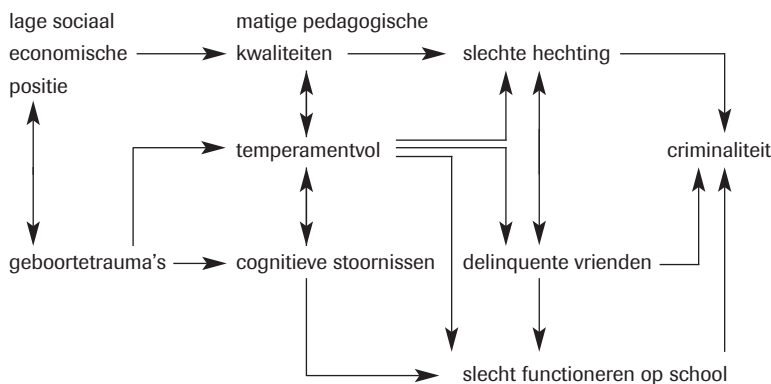 lage sociaal
economische
positie
matige pedagogische
kwaliteiten
slechte hechting
temperamentvol
criminaliteit
geboortetrauma's
cognitieve stoornissen
delinquente vrienden
slecht functioneren op school